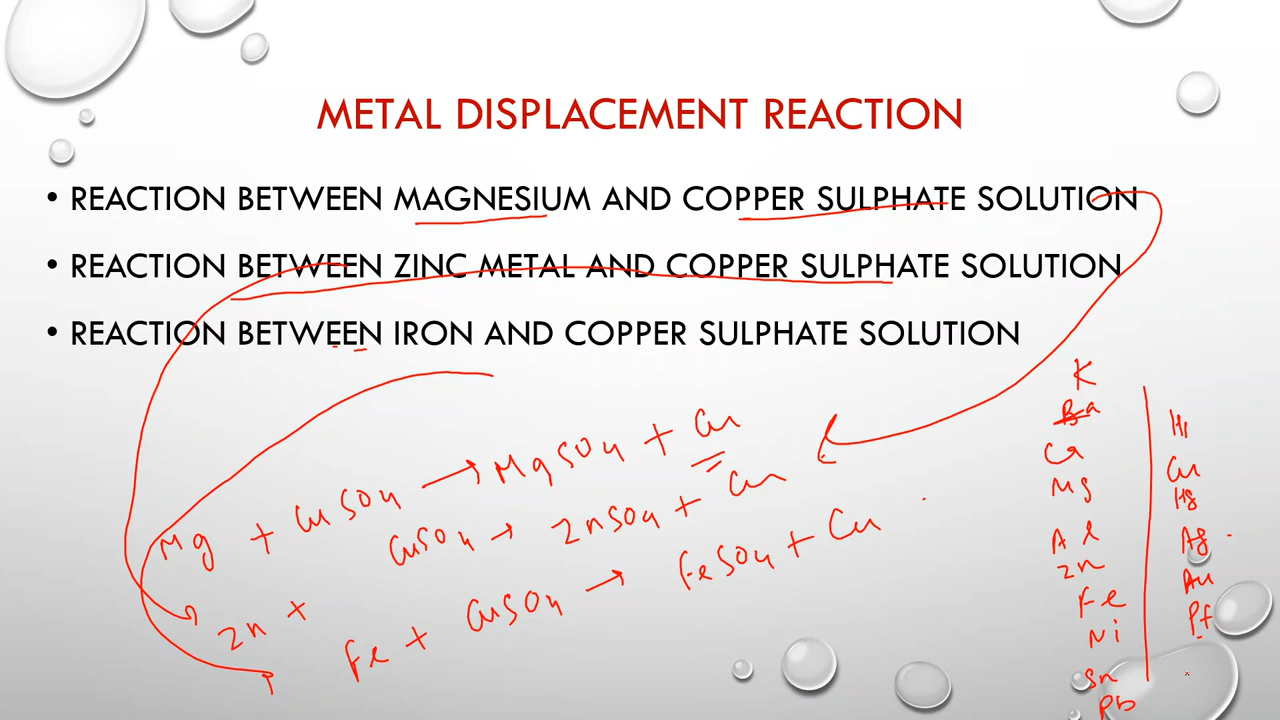 METAL DISPLACEMENT REACTION
• REACTION BETWEEN MAGNESIUM AND COPPER SULPHATE SOLUTION
• REACTION BETWEEN ZINC METAL AND COPPER SULPHATE SOLUTION
• REACTION BETWEEN IRON AND COPPER SULPHATE SOLUTION
Mg + CuSO4 → MgSO4 + Cu
Zn + CuSO4 → ZnSO4 + Cu
Fe + CuSO4 → FeSO4 + Cu
K
Ca
Mg
Al
Zn
Fe
Ni
Sn
Pb
Cu
Hg
Ag
Au
Pt